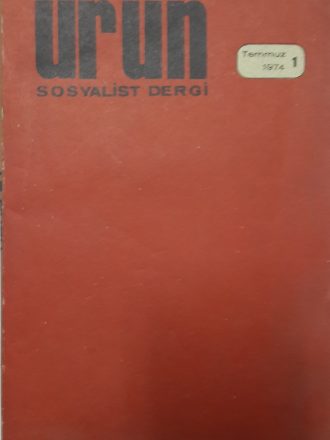 ürün
SOSYALİST DERGİ
Temmuz
1974 1